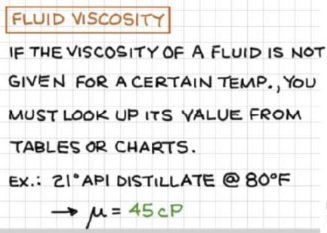 FLUID VISCOSITY
IF THE VISCOSITY OF A FLUID IS NOT
GIVEN FOR A CERTAIN TEMP., YOU
MUST LOOK UP ITS VALUE FROM
TABLES OR CHARTS.
EX.: 21° API DISTILLATE @ 80°F
→ μ = 45 cP